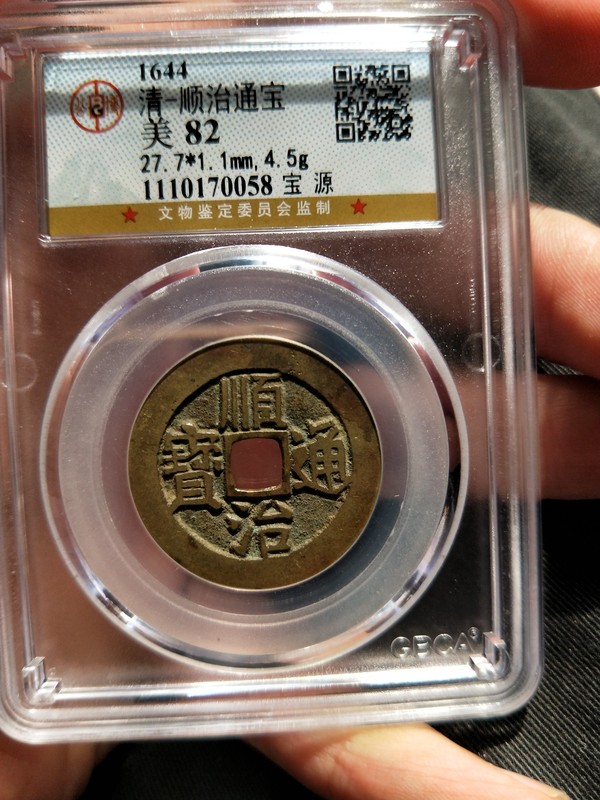 1644
清-顺治通宝
美 82
27.7*1.1mm,4.5g
1110170058 宝 源
★ 文物鉴定委员会监制 ★
順
寶 通
治
GBCA®